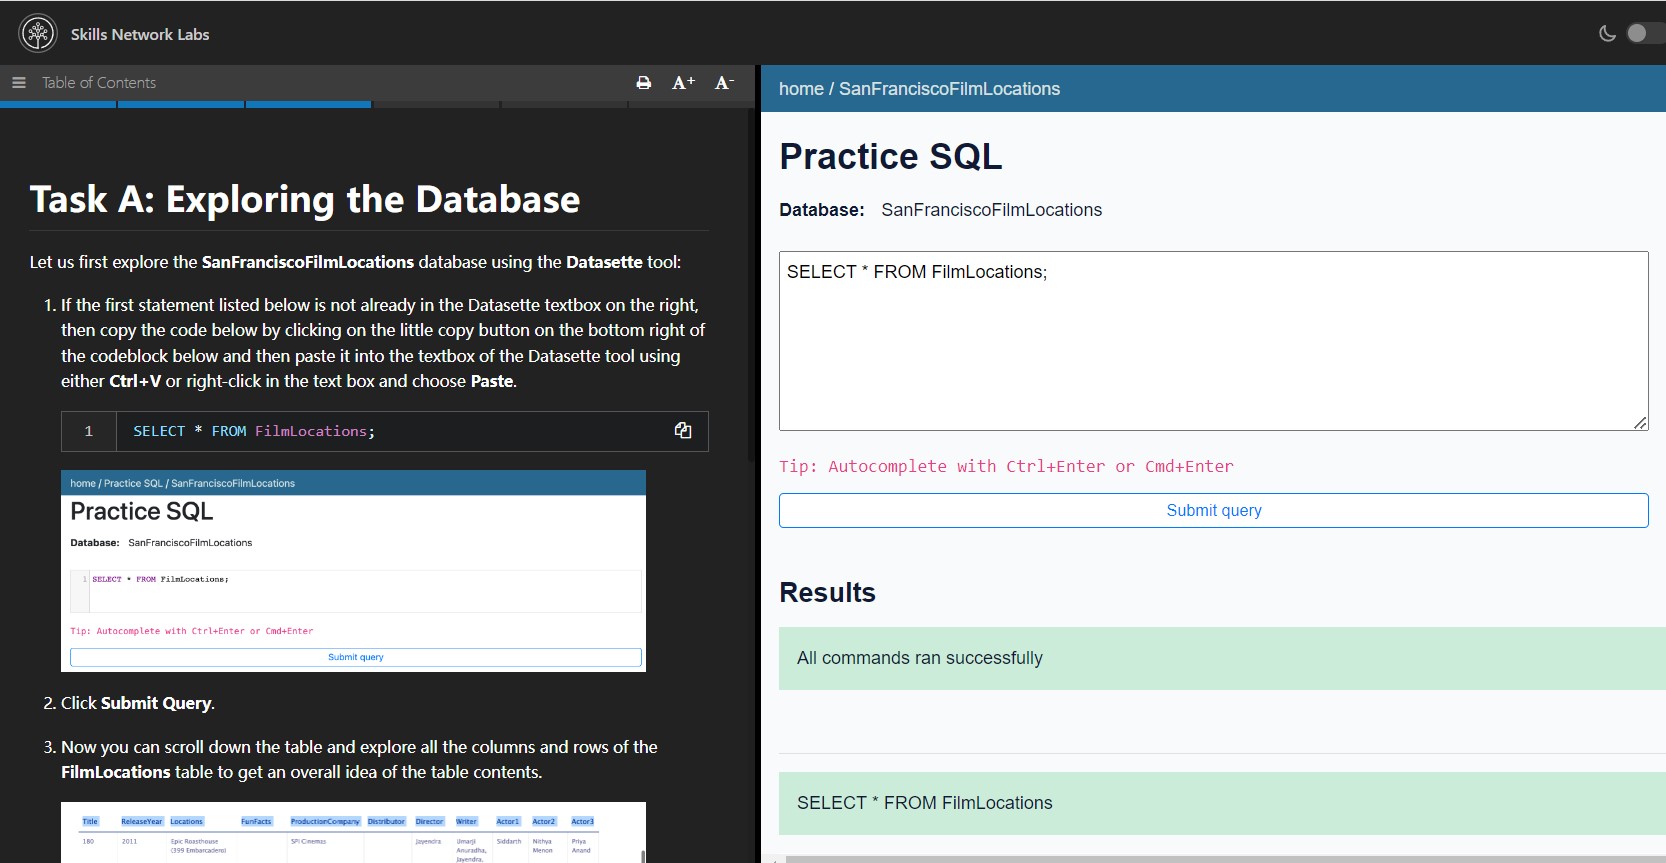 Skills Network Labs
Table of Contents
A+ A-
Task A: Exploring the Database
Let us first explore the SanFranciscoFilmLocations database using the Datasette tool:
1. If the first statement listed below is not already in the Datasette textbox on the right,
then copy the code below by clicking on the little copy button on the bottom right of
the codeblock below and then paste it into the textbox of the Datasette tool using
either Ctrl+V or right-click in the text box and choose Paste.
1 SELECT * FROM FilmLocations;
home / Practice SQL / SanFranciscoFilmLocations
Practice SQL
Database: SanFranciscoFilmLocations
1 SELECT * FROM FilmLocations;
Tip: Autocomplete with Ctrl+Enter or Cmd+Enter
Submit query
2. Click Submit Query.
3. Now you can scroll down the table and explore all the columns and rows of the
FilmLocations table to get an overall idea of the table contents.
Title ReleaseYear Locations FunFacts ProductionCompany Distributor Director Writer Actor1 Actor2 Actor3
180 2011 Epic Roasthouse SPI Cinemas Jayendra Umarji Siddarth Nithya Priya
(399 Embarcadero) Anuradha, Menon Anand
Jayendra,
home / SanFranciscoFilmLocations
Practice SQL
Database: SanFranciscoFilmLocations
SELECT * FROM FilmLocations;
Tip: Autocomplete with Ctrl+Enter or Cmd+Enter
Submit query
Results
All commands ran successfully
SELECT * FROM FilmLocations